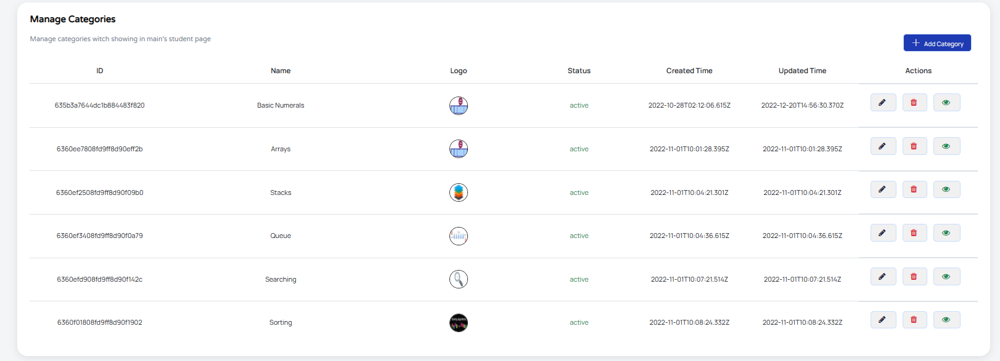 Manage Categories
Manage categories witch showing in main's student page
Add Category
ID Name Logo Status Created Time Updated Time Actions
635b3a7644dc1b884483f820 Basic Numerals active 2022-10-28T02:12:06.615Z 2022-12-20T14:56:30.370Z
6360ee7808fd9ff8d90eff2b Arrays active 2022-11-01T10:01:28.395Z 2022-11-01T10:01:28.395Z
6360ef2508fd9ff8d90f09b0 Stacks active 2022-11-01T10:04:21.301Z 2022-11-01T10:04:21.301Z
6360ef3408fd9ff8d90f0a79 Queue active 2022-11-01T10:04:36.615Z 2022-11-01T10:04:36.615Z
6360efd908fd9ff8d90f142c Searching active 2022-11-01T10:07:21.514Z 2022-11-01T10:07:21.514Z
6360f01808fd9ff8d90f1902 Sorting active 2022-11-01T10:08:24.332Z 2022-11-01T10:08:24.332Z